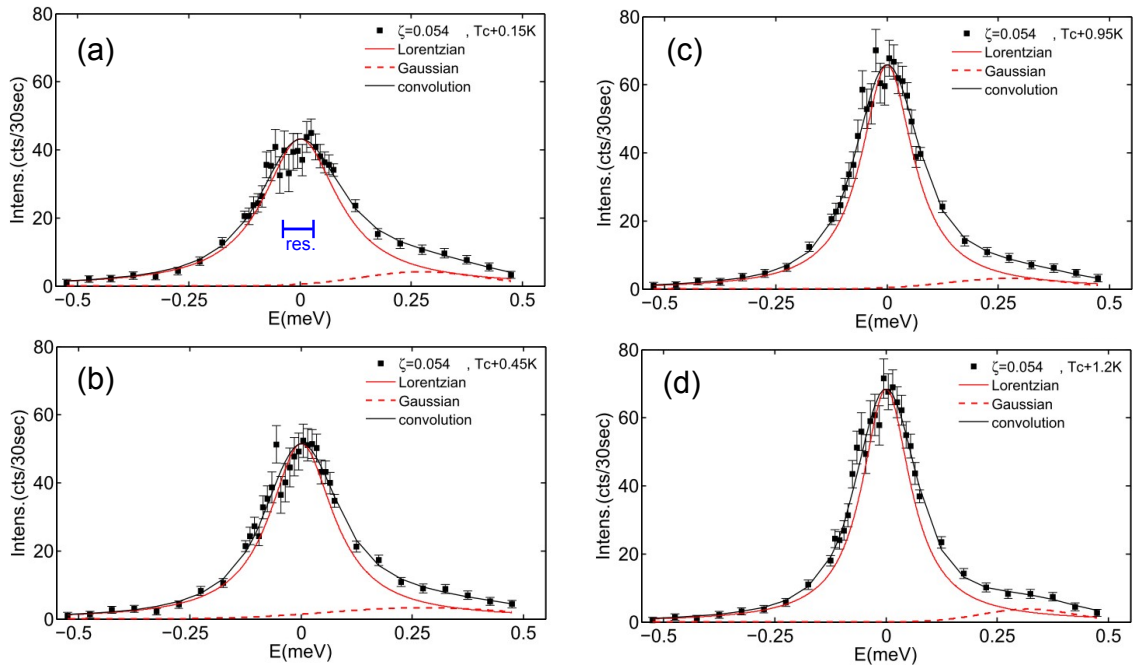 (a)
ζ=0.054 , Tc+0.15K
Lorentzian
Gaussian
convolution
res.
Intens.(cts/30sec)
80
60
40
20
0
−0.5
−0.25
0
0.25
0.5
E(meV)
(c)
ζ=0.054 , Tc+0.95K
Lorentzian
Gaussian
convolution
Intens.(cts/30sec)
80
60
40
20
0
−0.5
−0.25
0
0.25
0.5
E(meV)
(b)
ζ=0.054 , Tc+0.45K
Lorentzian
Gaussian
convolution
Intens.(cts/30sec)
80
60
40
20
0
−0.5
−0.25
0
0.25
0.5
E(meV)
(d)
ζ=0.054 , Tc+1.2K
Lorentzian
Gaussian
convolution
Intens.(cts/30sec)
80
60
40
20
0
−0.5
−0.25
0
0.25
0.5
E(meV)